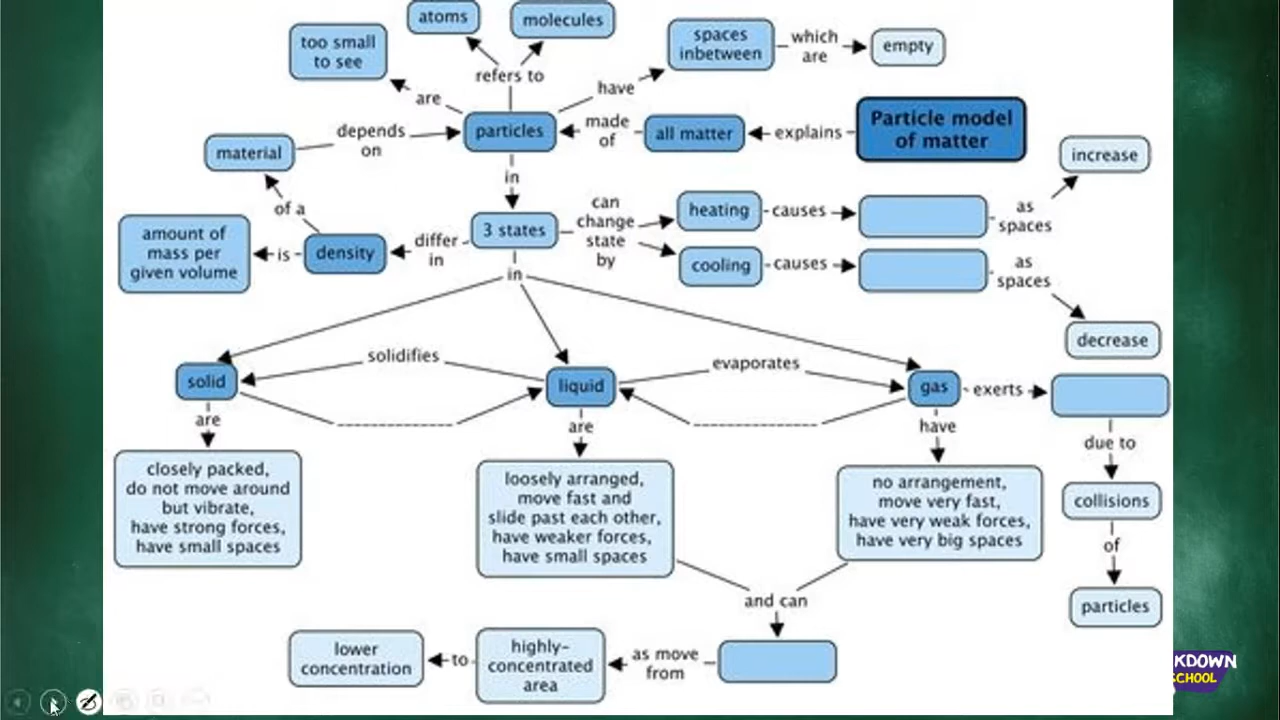 atoms
molecules
too small
to see
refers to
spaces
inbetween
which
are
empty
are
have
Particle model
of matter
explains
all matter
made
of
particles
depends
on
material
increase
in
of a
can
change
state
by
heating
causes
as
spaces
amount of
mass per
given volume
is
density
differ
in
3 states
cooling
causes
as
spaces
in
decrease
solidifies
evaporates
solid
liquid
gas
exerts
are
are
have
due to
closely packed,
do not move around
but vibrate,
have strong forces,
have small spaces
loosely arranged,
move fast and
slide past each other,
have weaker forces,
have small spaces
no arrangement,
move very fast,
have very weak forces,
have very big spaces
collisions
of
particles
and can
lower
concentration
to
highly-
concentrated
area
as move
from
KDOWN
SCHOOL